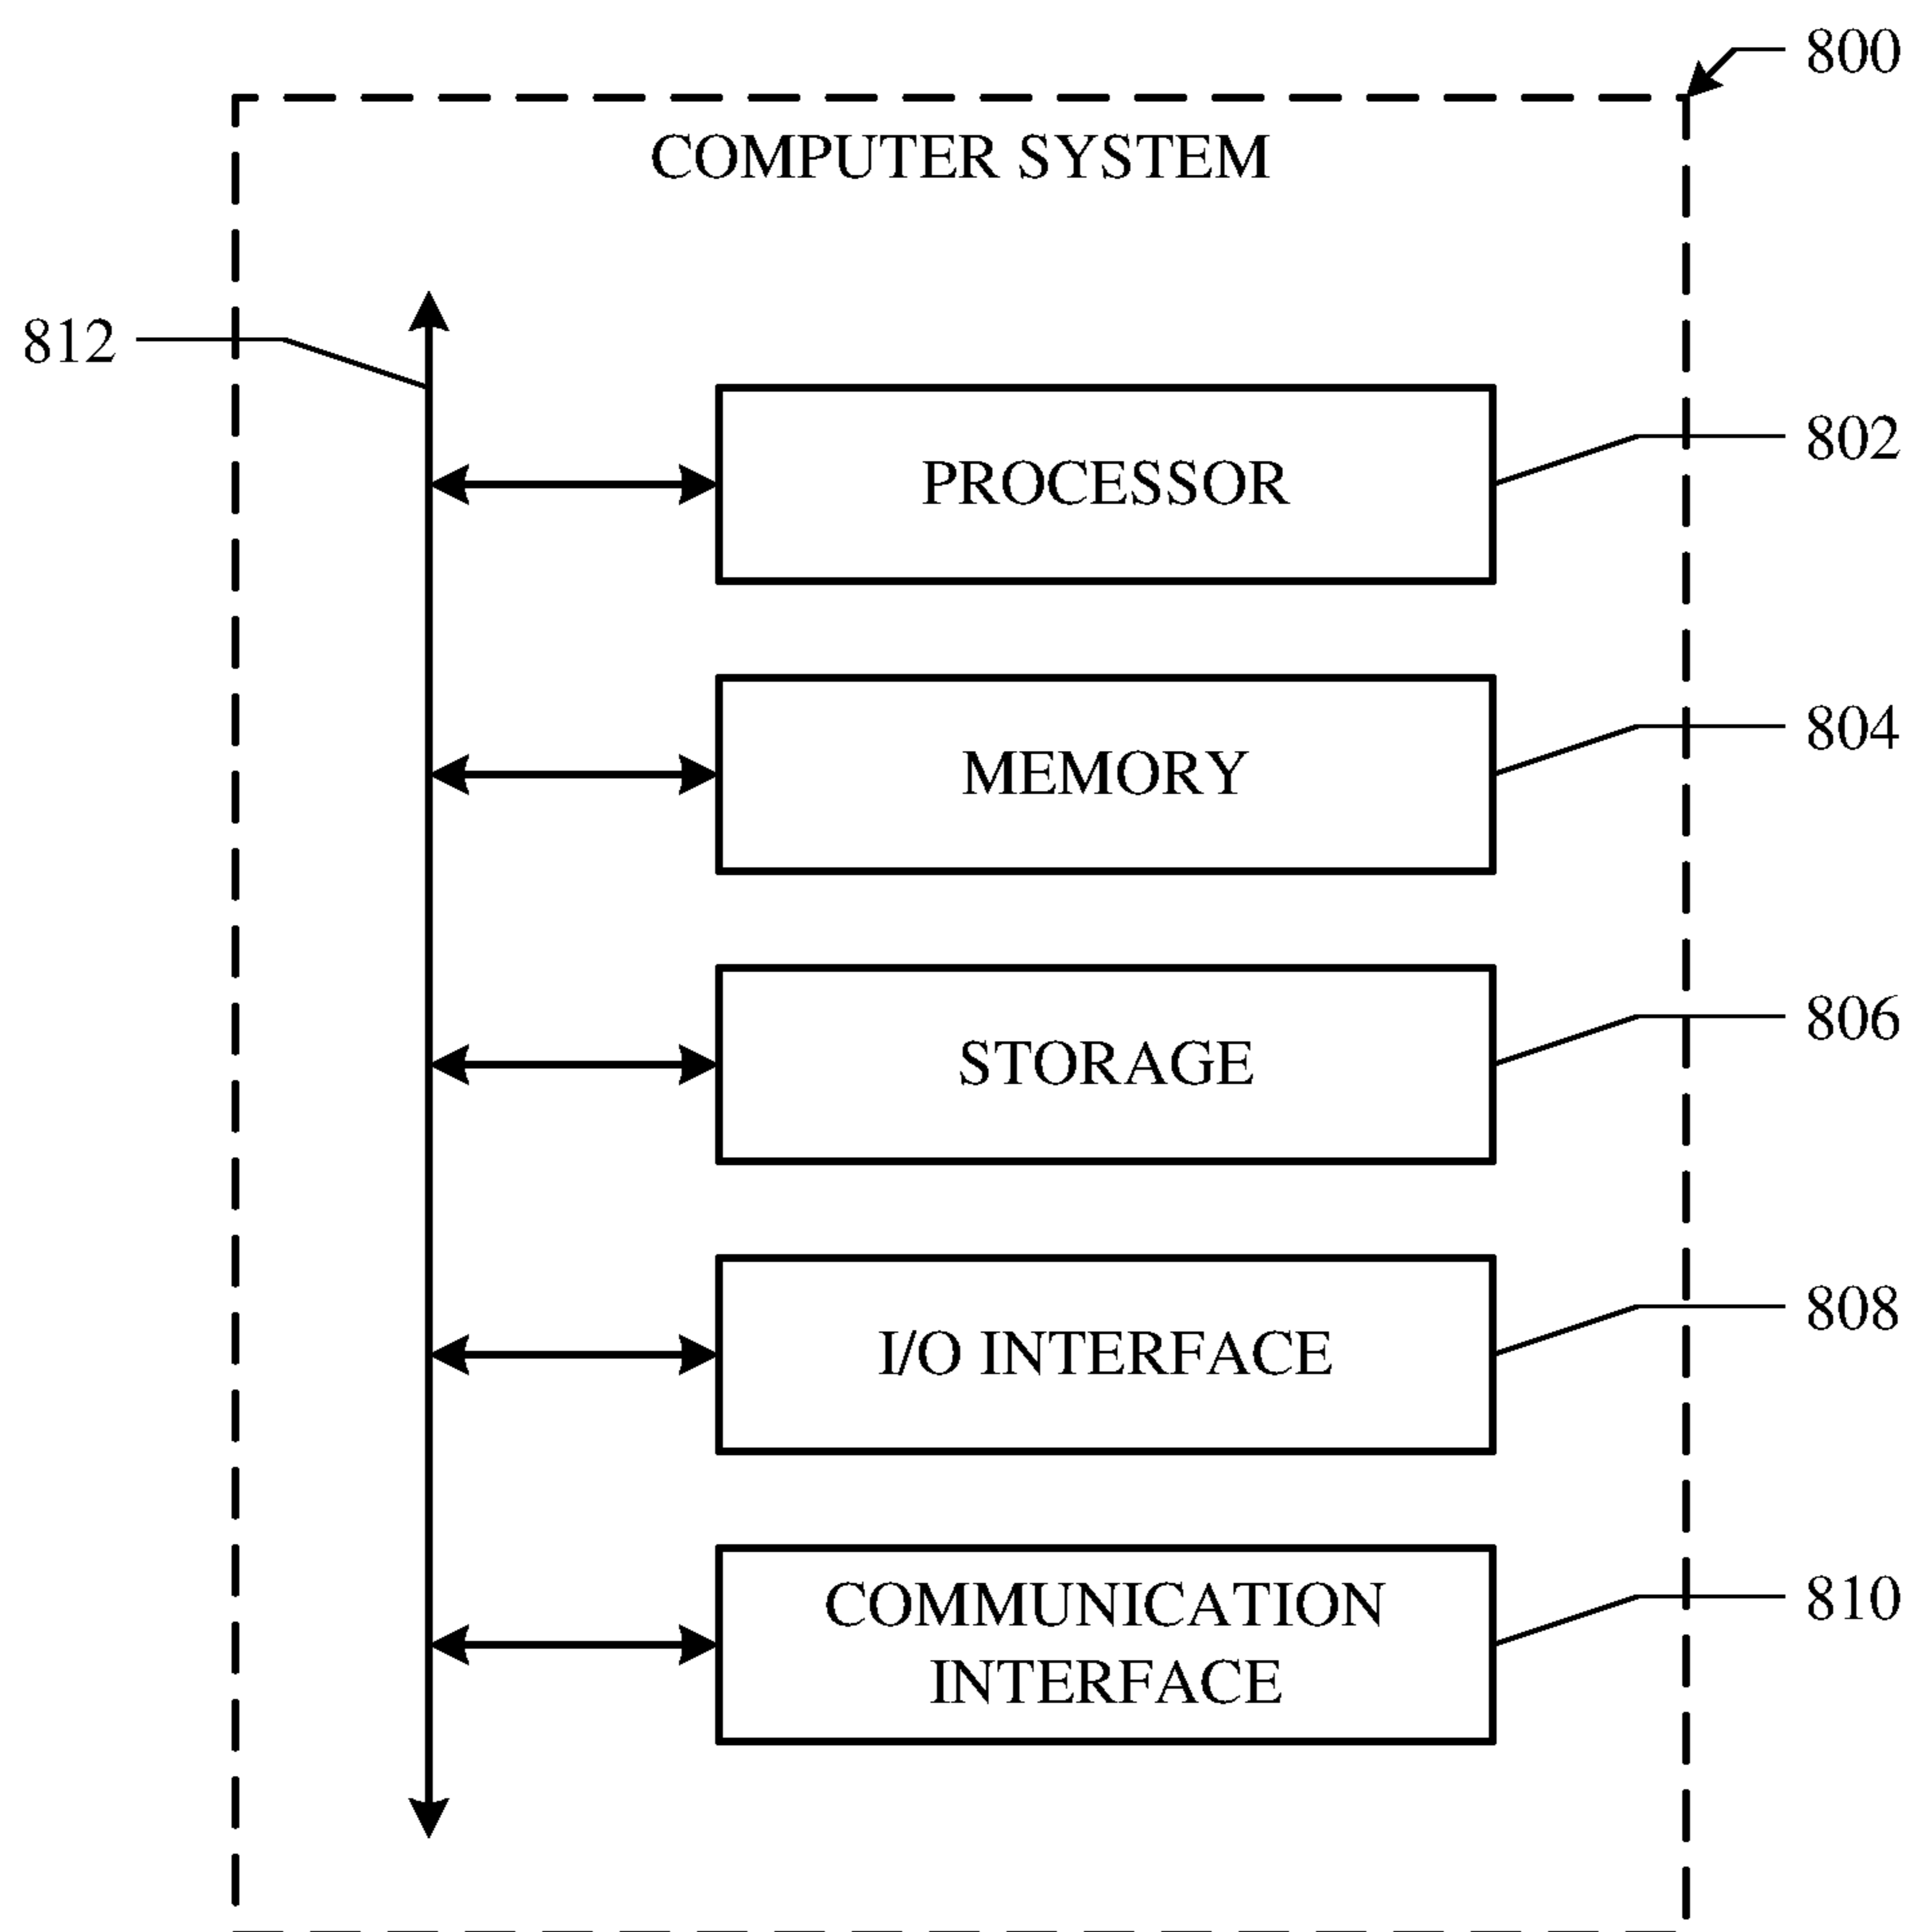 800
COMPUTER SYSTEM
812
802
PROCESSOR
804
MEMORY
806
STORAGE
808
I/O INTERFACE
810
COMMUNICATION
INTERFACE